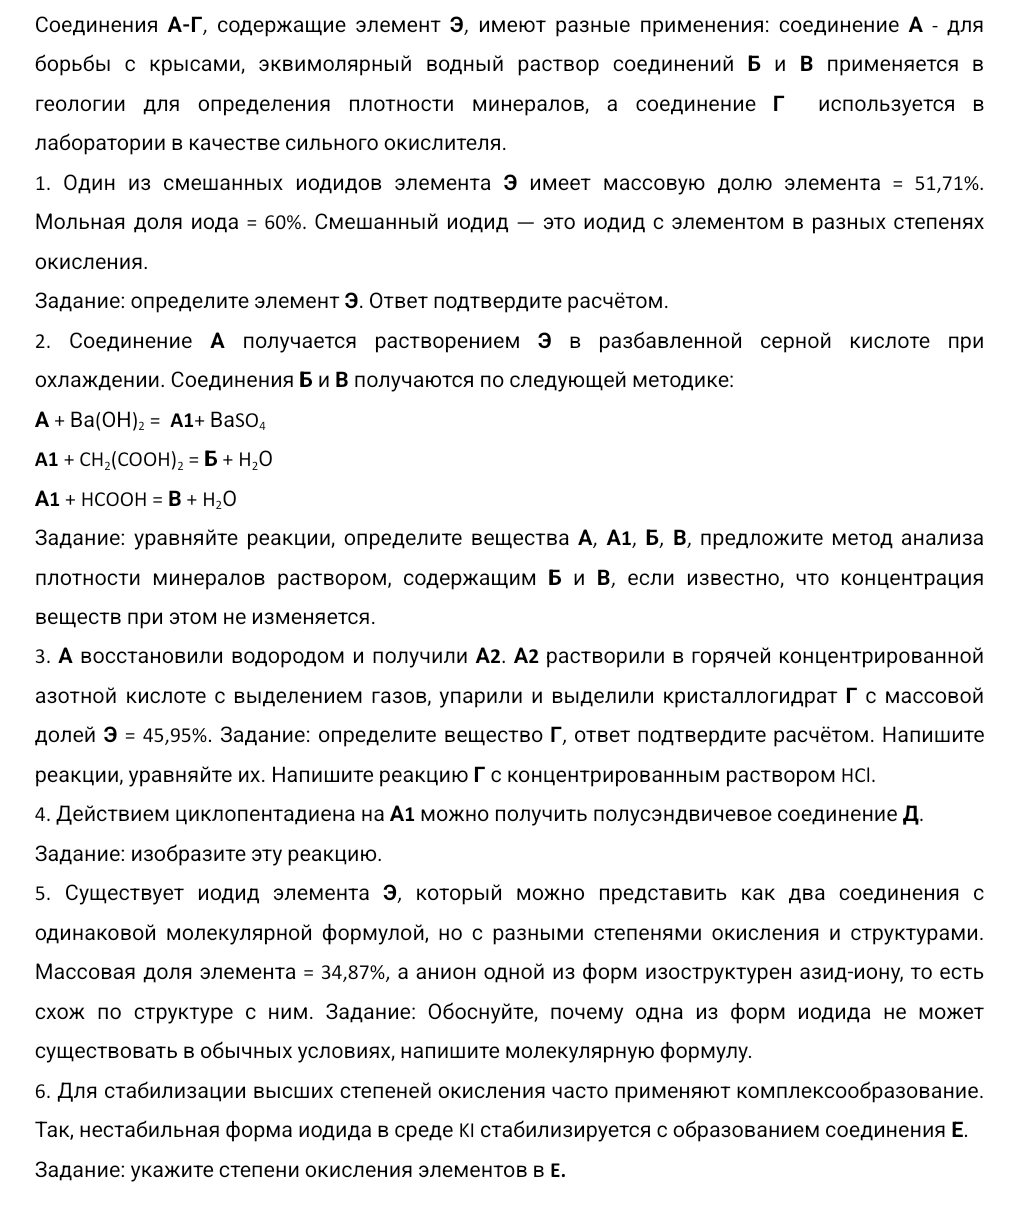 Соединения А-Г, содержащие элемент Э, имеют разные применения: соединение А - для
борьбы с крысами, эквимолярный водный раствор соединений Б и В применяется в
геологии для определения плотности минералов, а соединение Г используется в
лаборатории в качестве сильного окислителя.
1. Один из смешанных иодидов элемента Э имеет массовую долю элемента = 51,71%.
Мольная доля иода = 60%. Смешанный иодид — это иодид с элементом в разных степенях
окисления.
Задание: определите элемент Э. Ответ подтвердите расчётом.
2. Соединение А получается растворением Э в разбавленной серной кислоте при
охлаждении. Соединения Б и В получаются по следующей методике:
А + Ba(OH)₂ = А1+ BaSO₄
А1 + CH₂(COOH)₂ = Б + H₂O
А1 + HCOOH = В + H₂O
Задание: уравняйте реакции, определите вещества А, А1, Б, В, предложите метод анализа
плотности минералов раствором, содержащим Б и В, если известно, что концентрация
веществ при этом не изменяется.
3. А восстановили водородом и получили А2. А2 растворили в горячей концентрированной
азотной кислоте с выделением газов, упарили и выделили кристаллогидрат Г с массовой
долей Э = 45,95%. Задание: определите вещество Г, ответ подтвердите расчётом. Напишите
реакции, уравняйте их. Напишите реакцию Г с концентрированным раствором HCl.
4. Действием циклопентадиена на А1 можно получить полусэндвичевое соединение Д.
Задание: изобразите эту реакцию.
5. Существует иодид элемента Э, который можно представить как два соединения с
одинаковой молекулярной формулой, но с разными степенями окисления и структурами.
Массовая доля элемента = 34,87%, а анион одной из форм изоструктурен азид-иону, то есть
схож по структуре с ним. Задание: Обоснуйте, почему одна из форм иодида не может
существовать в обычных условиях, напишите молекулярную формулу.
6. Для стабилизации высших степеней окисления часто применяют комплексообразование.
Так, нестабильная форма иодида в среде KI стабилизируется с образованием соединения Е.
Задание: укажите степени окисления элементов в Е.